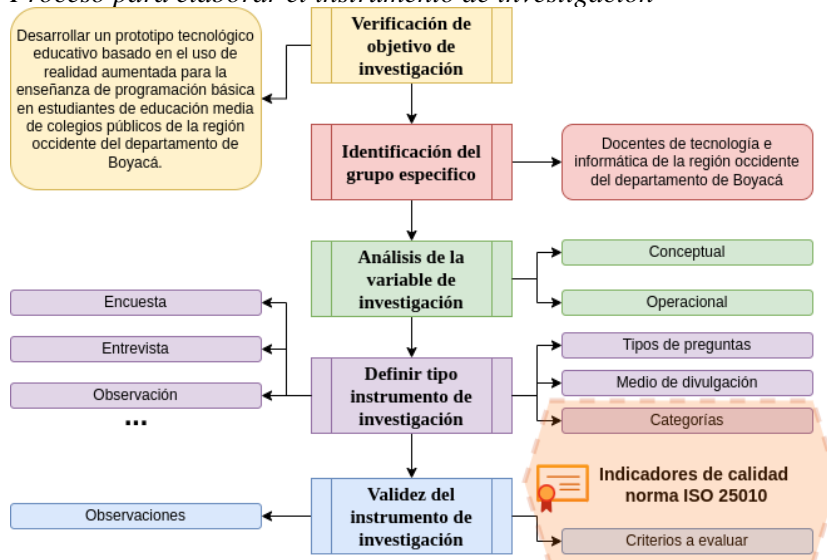 Proceso para elaborar el instrumento de investigación
Verificación de
objetivo de
investigación
Desarrollar un prototipo tecnológico
educativo basado en el uso de
realidad aumentada para la
enseñanza de programación básica
en estudiantes de educación media
de colegios públicos de la región
occidente del departamento de
Boyacá.
Identificación del
grupo especifico
Docentes de tecnología e
informática de la región occidente
del departamento de Boyacá
Análisis de la
variable de
investigación
Conceptual
Operacional
Encuesta
Entrevista
Observación
...
Definir tipo
instrumento de
investigación
Tipos de preguntas
Medio de divulgación
Categorías
Indicadores de calidad
norma ISO 25010
Validez del
instrumento de
investigación
Observaciones
Criterios a evaluar